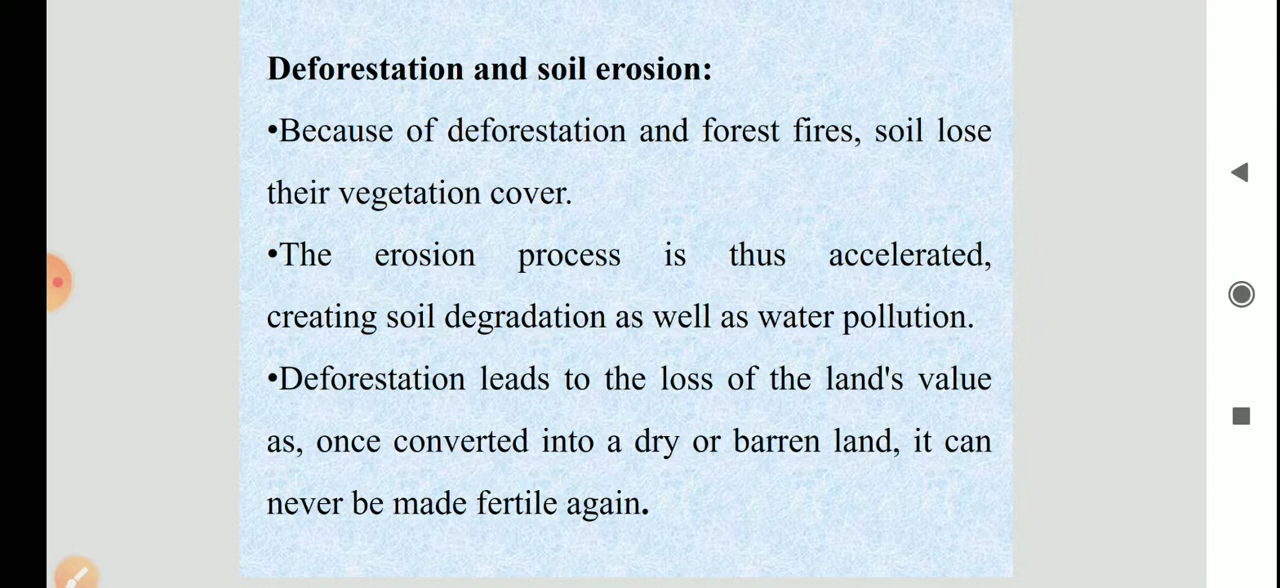 Deforestation and soil erosion:
•Because of deforestation and forest fires, soil lose
their vegetation cover.
•The erosion process is thus accelerated,
creating soil degradation as well as water pollution.
•Deforestation leads to the loss of the land's value
as, once converted into a dry or barren land, it can
never be made fertile again.